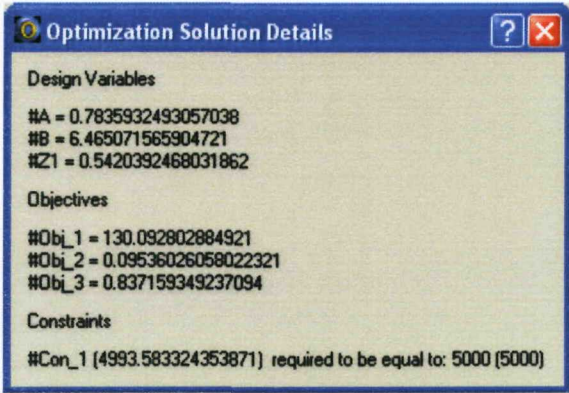 Optimization Solution Details
Design Variables
#A = 0.7835932493057038
#B = 6.465071565904721
#Z1 = 0.5420392468031862
Objectives
#Obj_1 = 130.092802884921
#Obj_2 = 0.09536026058022321
#Obj_3 = 0.837159349237094
Constraints
#Con_1 (4993.583324353871) required to be equal to: 5000 (5000)